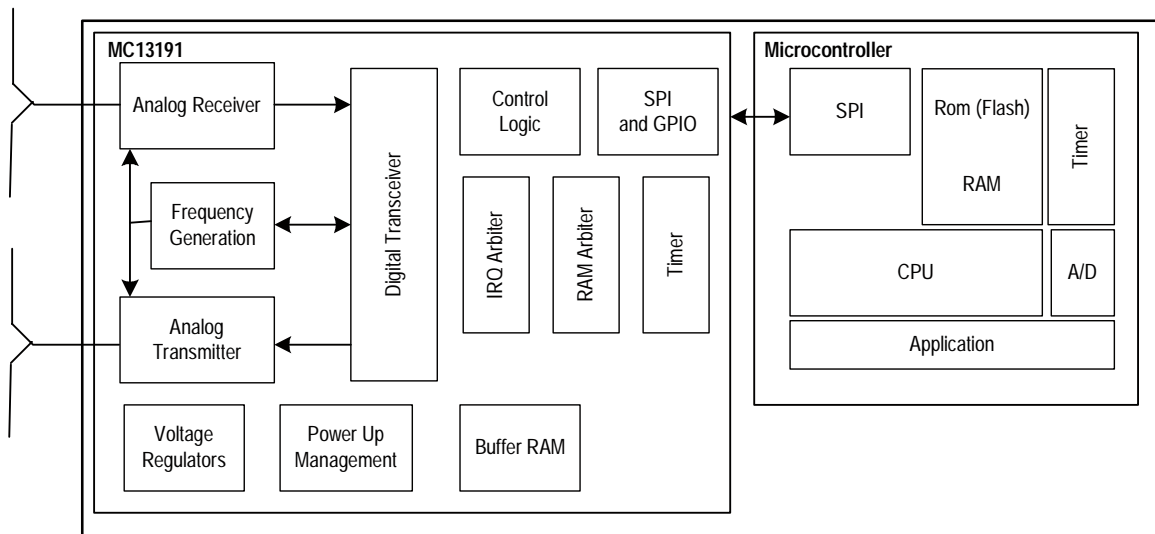 MC13191
Analog Receiver
Frequency
Generation
Analog
Transmitter
Digital Transceiver
Control
Logic
SPI
and GPIO
IRQ Arbiter
RAM Arbiter
Timer
Voltage
Regulators
Power Up
Management
Buffer RAM
Microcontroller
SPI
Rom (Flash)
RAM
Timer
CPU
A/D
Application